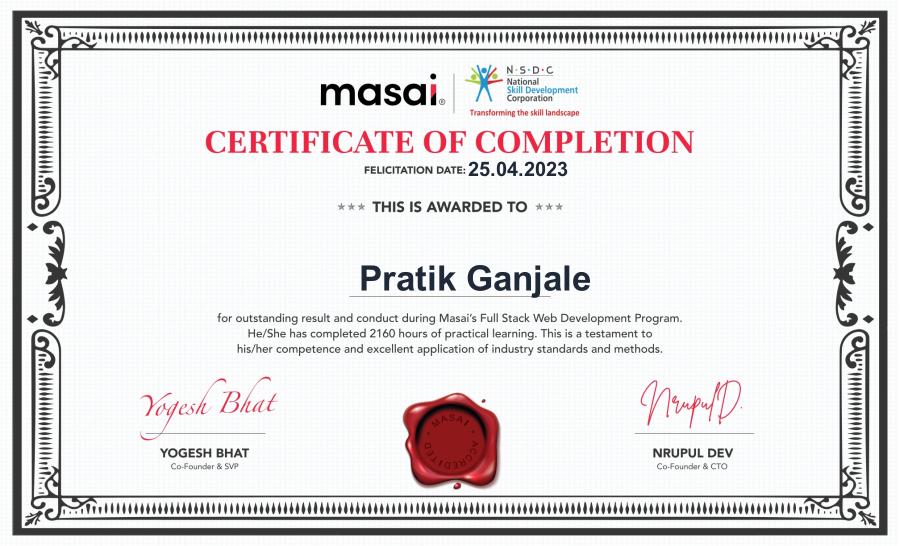 masai®
N·S·D·C
National
Skill Development
Corporation
Transforming the skill landscape
CERTIFICATE OF COMPLETION
FELICITATION DATE: 25.04.2023
THIS IS AWARDED TO
Pratik Ganjale
for outstanding result and conduct during Masai's Full Stack Web Development Program.
He/She has completed 2160 hours of practical learning. This is a testament to
his/her competence and excellent application of industry standards and methods.
Yogesh Bhat
NrupulD.
MASAI
ACCREDITED
YOGESH BHAT
Co-Founder & SVP
NRUPUL DEV
Co-Founder & CTO